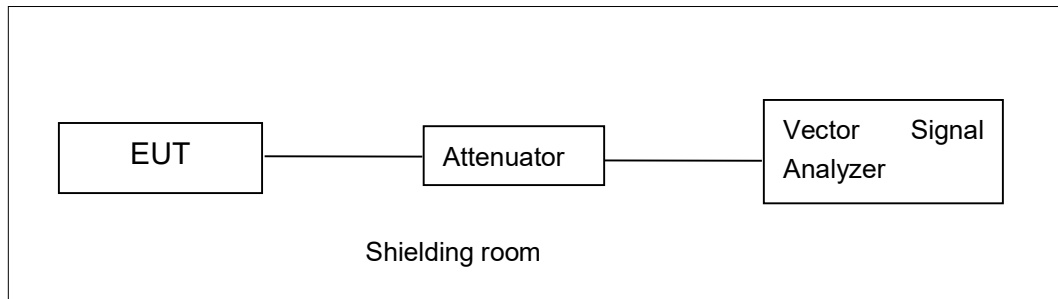 EUT
Attenuator
Vector Signal
Analyzer
Shielding room